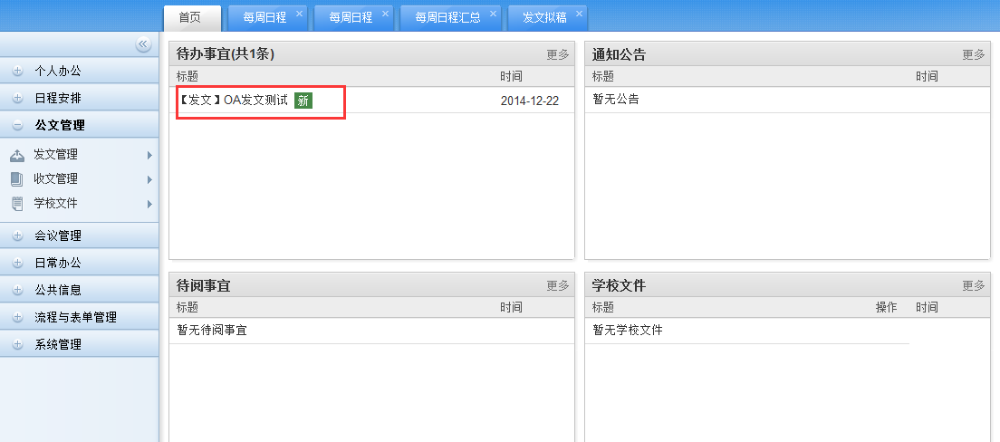 首页 每周日程 每周日程 每周日程汇总 发文拟稿
个人办公
日程安排
公文管理
发文管理
收文管理
学校文件
会议管理
日常办公
公共信息
流程与表单管理
系统管理
待办事宜(共1条) 更多
标题 时间
【发文】OA发文测试 新 2014-12-22
通知公告 更多
标题 时间
暂无公告
待阅事宜 更多
标题 时间
暂无待阅事宜
学校文件 更多
标题 操作 时间
暂无学校文件